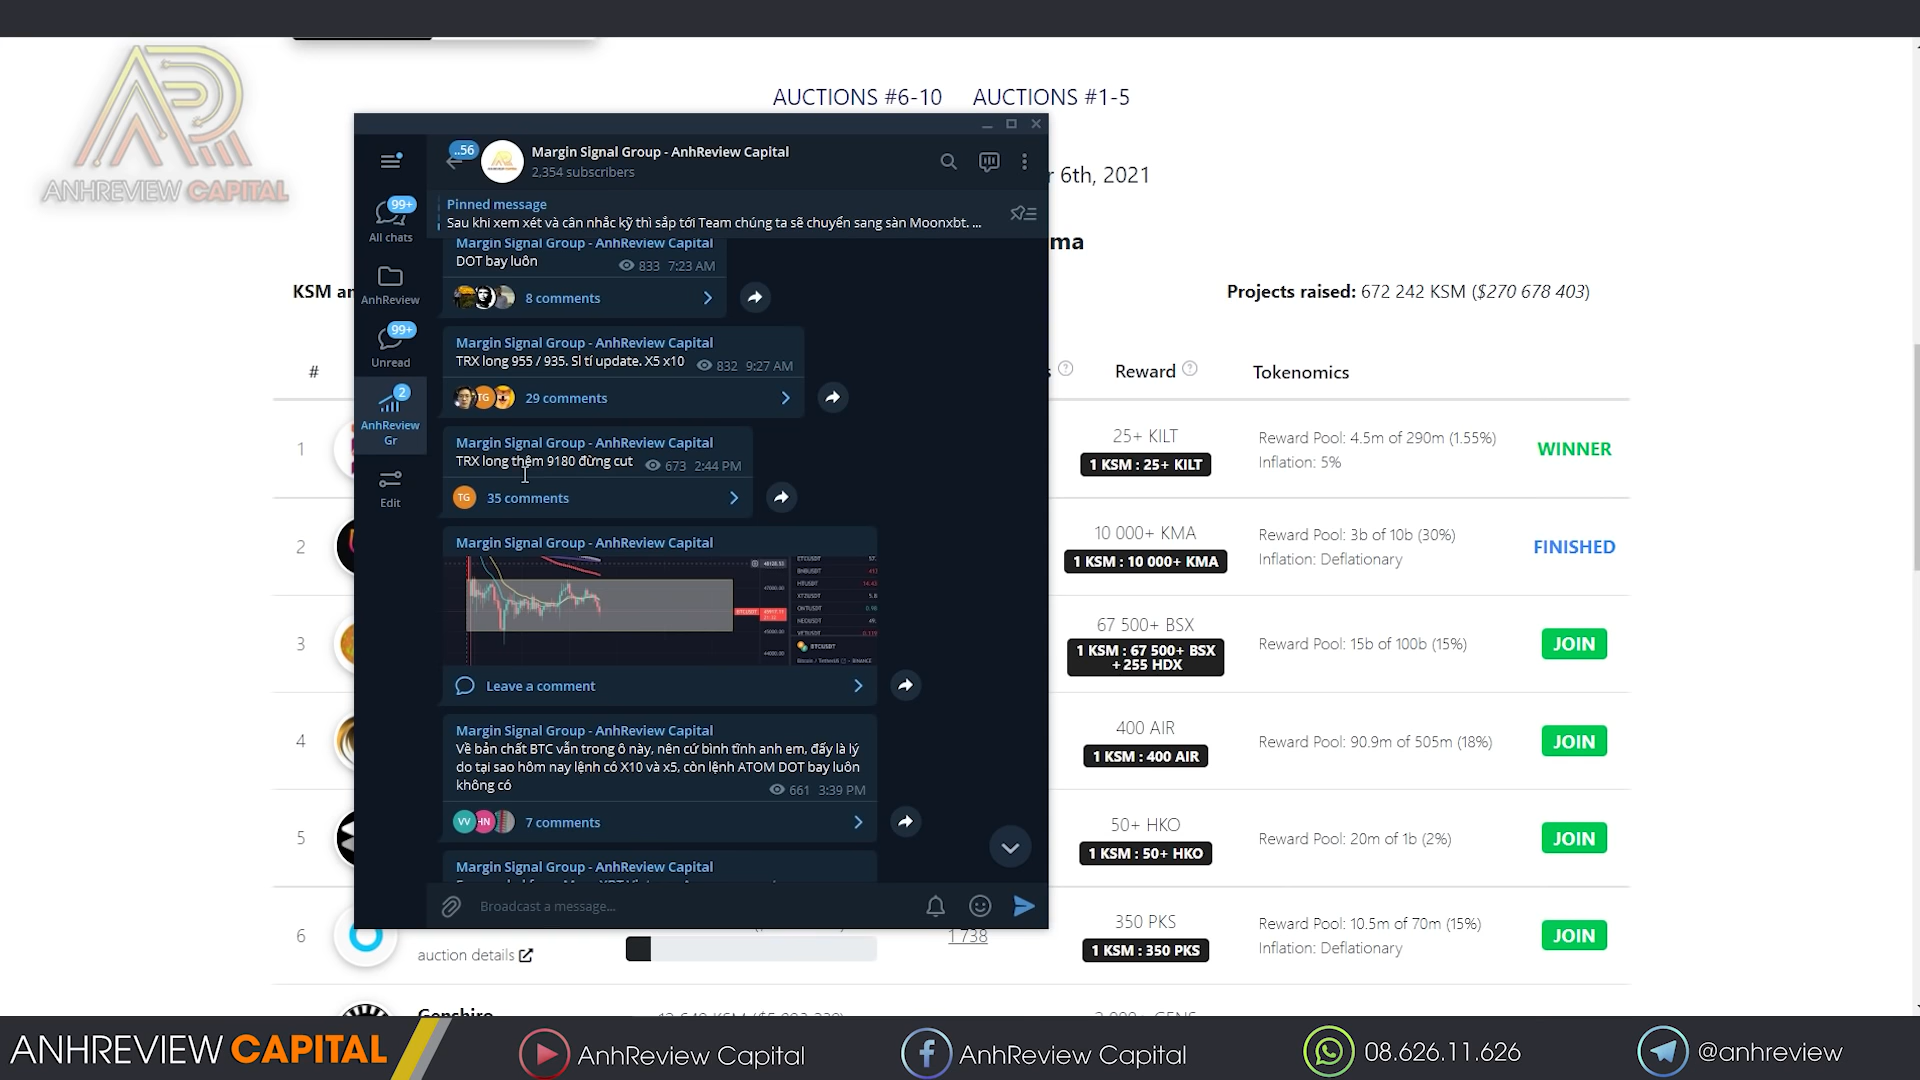 ANHREVIEW CAPITAL
AUCTIONS #6-10 AUCTIONS #1-5
r 6th, 2021
ma
KSM an
Projects raised: 672 242 KSM ($270 678 403)
# Reward Tokenomics
1 25+ KILT Reward Pool: 4.5m of 290m (1.55%) WINNER
1 KSM : 25+ KILT Inflation: 5%
2 10 000+ KMA Reward Pool: 3b of 10b (30%) FINISHED
1 KSM : 10 000+ KMA Inflation: Deflationary
3 67 500+ BSX Reward Pool: 15b of 100b (15%) JOIN
1 KSM : 67 500+ BSX
+ 255 HDX
4 400 AIR Reward Pool: 90.9m of 505m (18%) JOIN
1 KSM : 400 AIR
5 50+ HKO Reward Pool: 20m of 1b (2%) JOIN
1 KSM : 50+ HKO
6 1 738 350 PKS Reward Pool: 10.5m of 70m (15%) JOIN
auction details 1 KSM : 350 PKS Inflation: Deflationary
Genshiro
..56
Margin Signal Group - AnhReview Capital
2,354 subscribers
99+
All chats
AnhReview
99+
Unread
2
AnhReview
Gr
Edit
Pinned message
Sau khi xem xét và cân nhắc kỹ thì sắp tới Team chúng ta sẽ chuyển sang sàn Moonxbt. ...
Margin Signal Group - AnhReview Capital
DOT bay luôn 833 7:23 AM
8 comments
Margin Signal Group - AnhReview Capital
TRX long 955 / 935. Sl tí update. X5 x10 832 9:27 AM
TG 29 comments
Margin Signal Group - AnhReview Capital
TRX long thêm 9180 đừng cut 673 2:44 PM
TG 35 comments
Margin Signal Group - AnhReview Capital
BTCUSDT
Leave a comment
Margin Signal Group - AnhReview Capital
Về bản chất BTC vẫn trong ô này, nên cứ bình tĩnh anh em, đấy là lý
do tại sao hôm nay lệnh có X10 và x5, còn lệnh ATOM DOT bay luôn
không có 661 3:39 PM
VV HN 7 comments
Margin Signal Group - AnhReview Capital
Broadcast a message...
ANHREVIEW CAPITAL AnhReview Capital AnhReview Capital 08.626.11.626 @anhreview